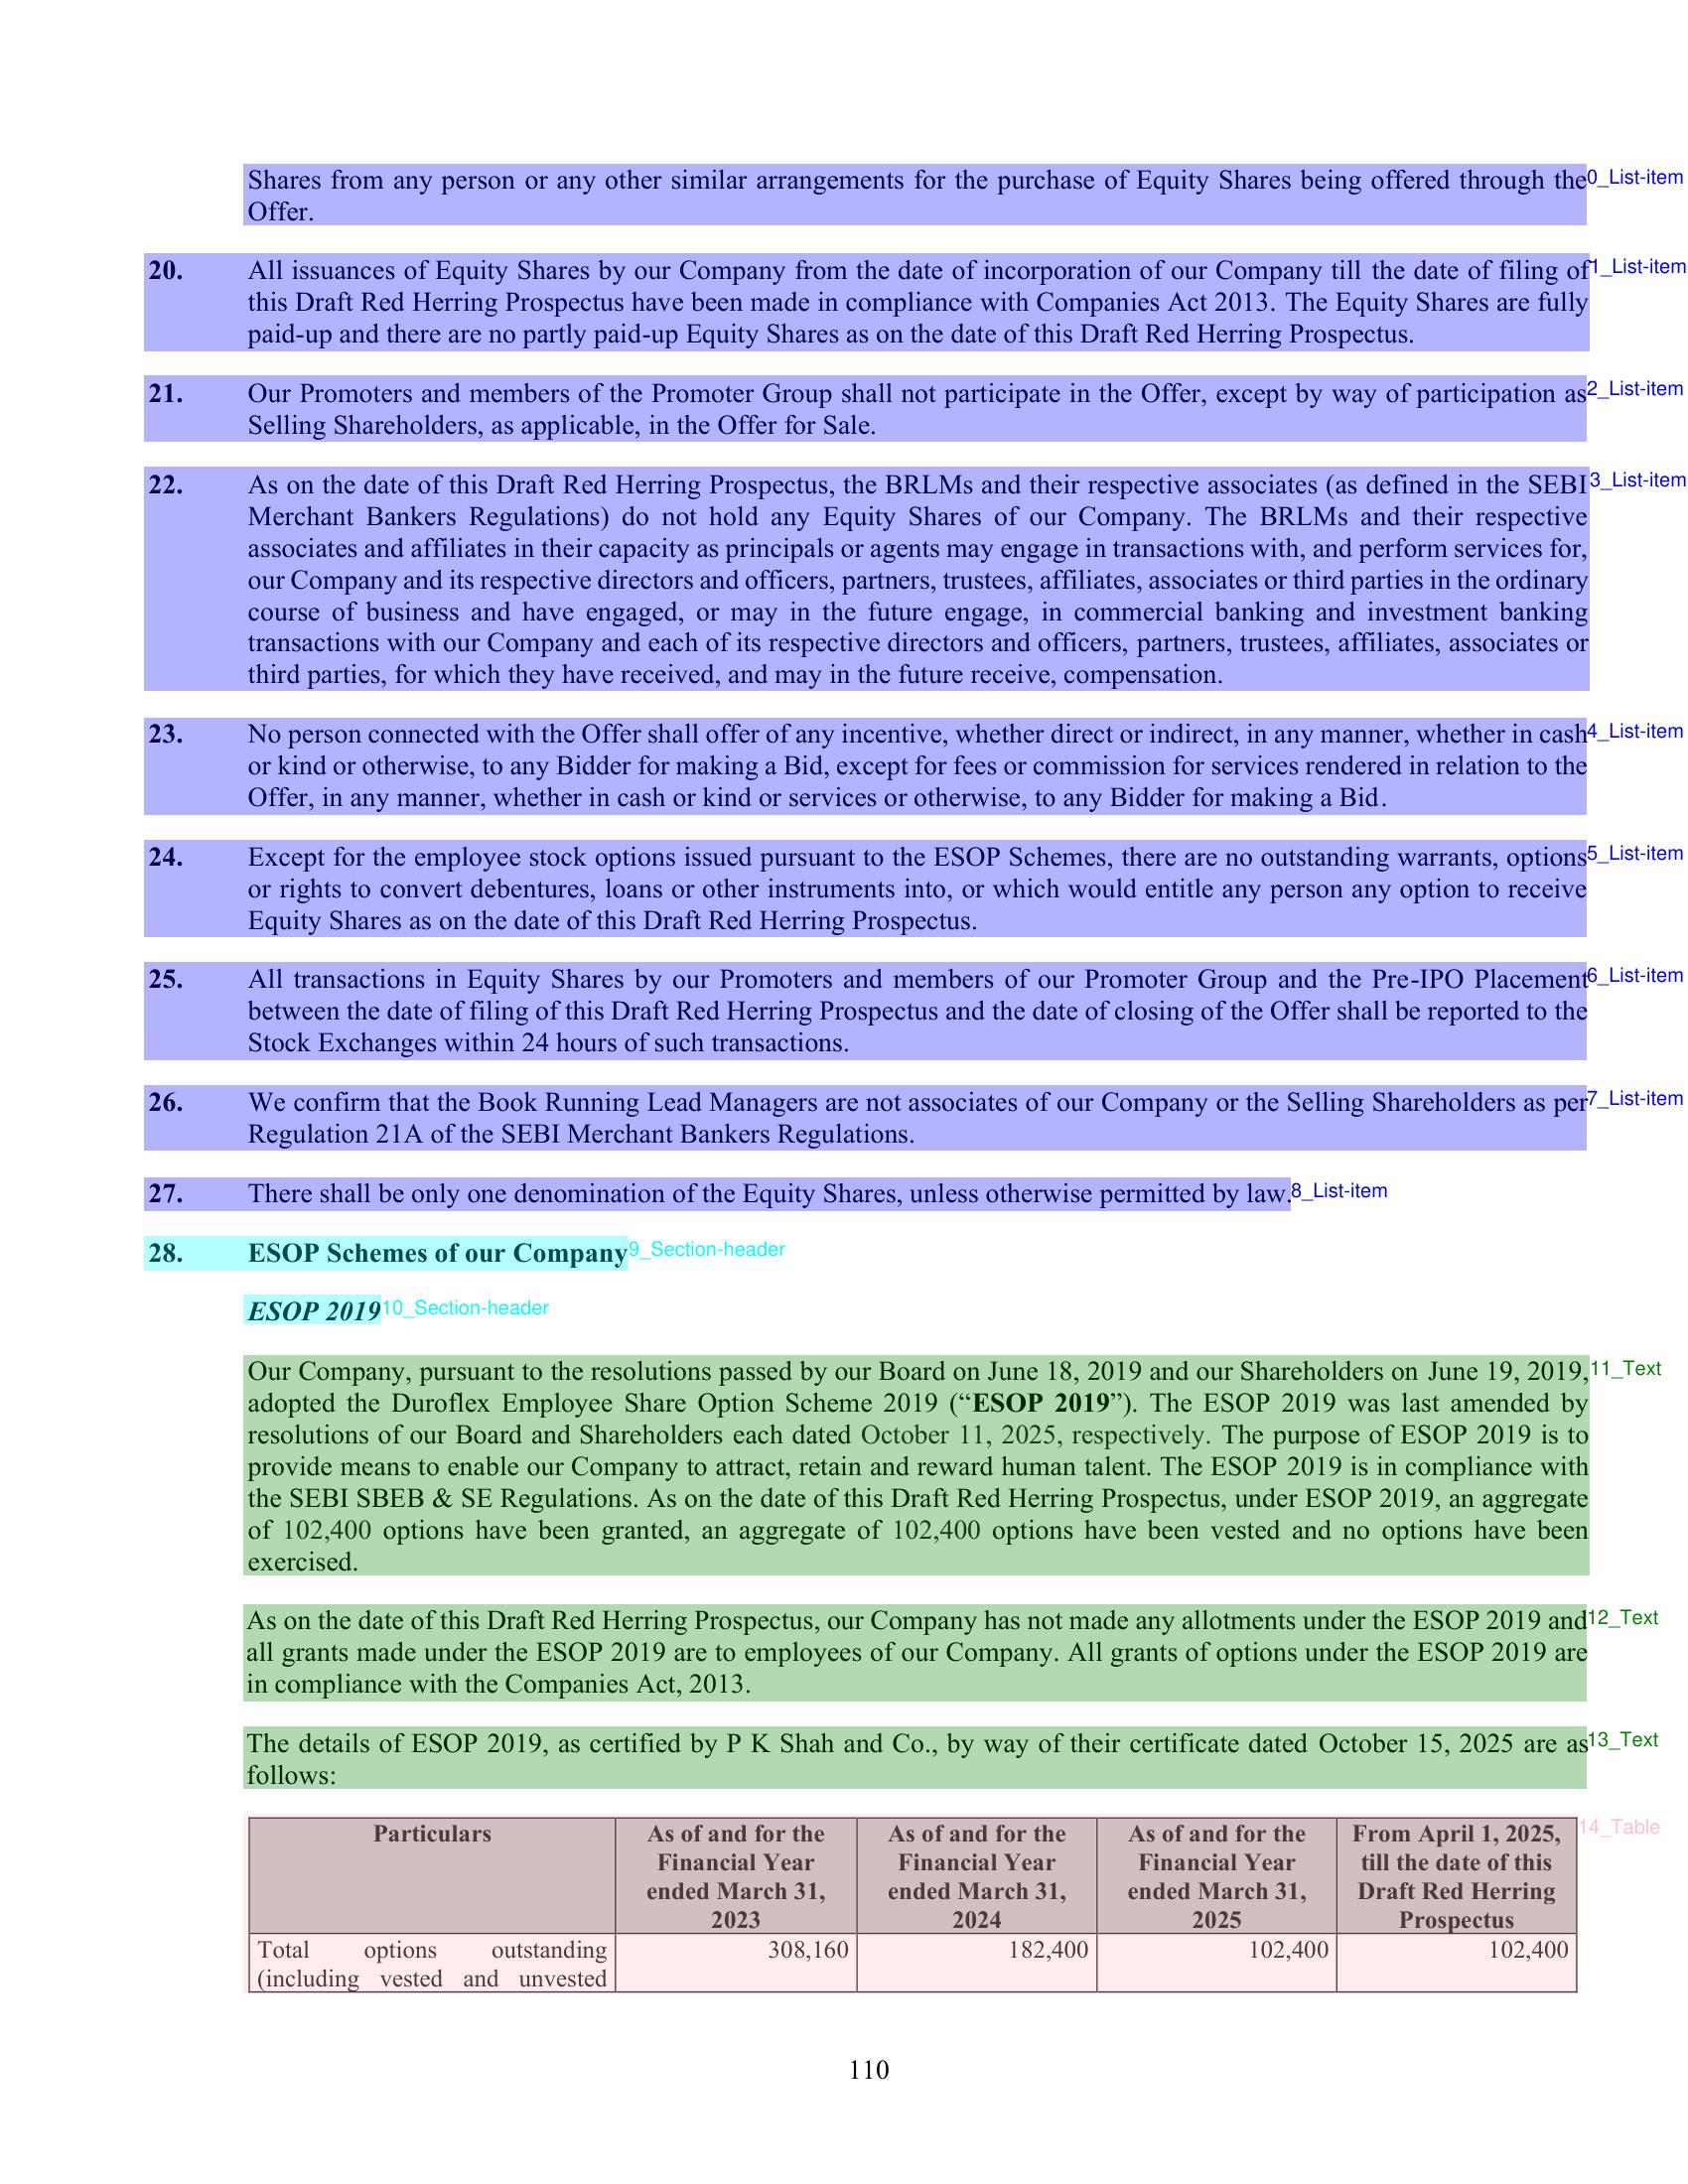 Shares from any person or any other similar arrangements for the purchase of Equity Shares being offered through the 0_List-item
Offer.
20. All issuances of Equity Shares by our Company from the date of incorporation of our Company till the date of filing of 1_List-item
this Draft Red Herring Prospectus have been made in compliance with Companies Act 2013. The Equity Shares are fully
paid-up and there are no partly paid-up Equity Shares as on the date of this Draft Red Herring Prospectus.
21. Our Promoters and members of the Promoter Group shall not participate in the Offer, except by way of participation as 2_List-item
Selling Shareholders, as applicable, in the Offer for Sale.
22. As on the date of this Draft Red Herring Prospectus, the BRLMs and their respective associates (as defined in the SEBI 3_List-item
Merchant Bankers Regulations) do not hold any Equity Shares of our Company. The BRLMs and their respective
associates and affiliates in their capacity as principals or agents may engage in transactions with, and perform services for,
our Company and its respective directors and officers, partners, trustees, affiliates, associates or third parties in the ordinary
course of business and have engaged, or may in the future engage, in commercial banking and investment banking
transactions with our Company and each of its respective directors and officers, partners, trustees, affiliates, associates or
third parties, for which they have received, and may in the future receive, compensation.
23. No person connected with the Offer shall offer of any incentive, whether direct or indirect, in any manner, whether in cash 4_List-item
or kind or otherwise, to any Bidder for making a Bid, except for fees or commission for services rendered in relation to the
Offer, in any manner, whether in cash or kind or services or otherwise, to any Bidder for making a Bid.
24. Except for the employee stock options issued pursuant to the ESOP Schemes, there are no outstanding warrants, options 5_List-item
or rights to convert debentures, loans or other instruments into, or which would entitle any person any option to receive
Equity Shares as on the date of this Draft Red Herring Prospectus.
25. All transactions in Equity Shares by our Promoters and members of our Promoter Group and the Pre-IPO Placement 6_List-item
between the date of filing of this Draft Red Herring Prospectus and the date of closing of the Offer shall be reported to the
Stock Exchanges within 24 hours of such transactions.
26. We confirm that the Book Running Lead Managers are not associates of our Company or the Selling Shareholders as per 7_List-item
Regulation 21A of the SEBI Merchant Bankers Regulations.
27. There shall be only one denomination of the Equity Shares, unless otherwise permitted by law. 8_List-item
28. ESOP Schemes of our Company 9_Section-header
ESOP 2019 10_Section-header
Our Company, pursuant to the resolutions passed by our Board on June 18, 2019 and our Shareholders on June 19, 2019, 11_Text
adopted the Duroflex Employee Share Option Scheme 2019 (“ESOP 2019”). The ESOP 2019 was last amended by
resolutions of our Board and Shareholders each dated October 11, 2025, respectively. The purpose of ESOP 2019 is to
provide means to enable our Company to attract, retain and reward human talent. The ESOP 2019 is in compliance with
the SEBI SBEB & SE Regulations. As on the date of this Draft Red Herring Prospectus, under ESOP 2019, an aggregate
of 102,400 options have been granted, an aggregate of 102,400 options have been vested and no options have been
exercised.
As on the date of this Draft Red Herring Prospectus, our Company has not made any allotments under the ESOP 2019 and 12_Text
all grants made under the ESOP 2019 are to employees of our Company. All grants of options under the ESOP 2019 are
in compliance with the Companies Act, 2013.
The details of ESOP 2019, as certified by P K Shah and Co., by way of their certificate dated October 15, 2025 are as 13_Text
follows:
Particulars As of and for the As of and for the As of and for the From April 1, 2025, 14_Table
Financial Year Financial Year Financial Year till the date of this
ended March 31, ended March 31, ended March 31, Draft Red Herring
2023 2024 2025 Prospectus
Total options outstanding 308,160 182,400 102,400 102,400
(including vested and unvested
110